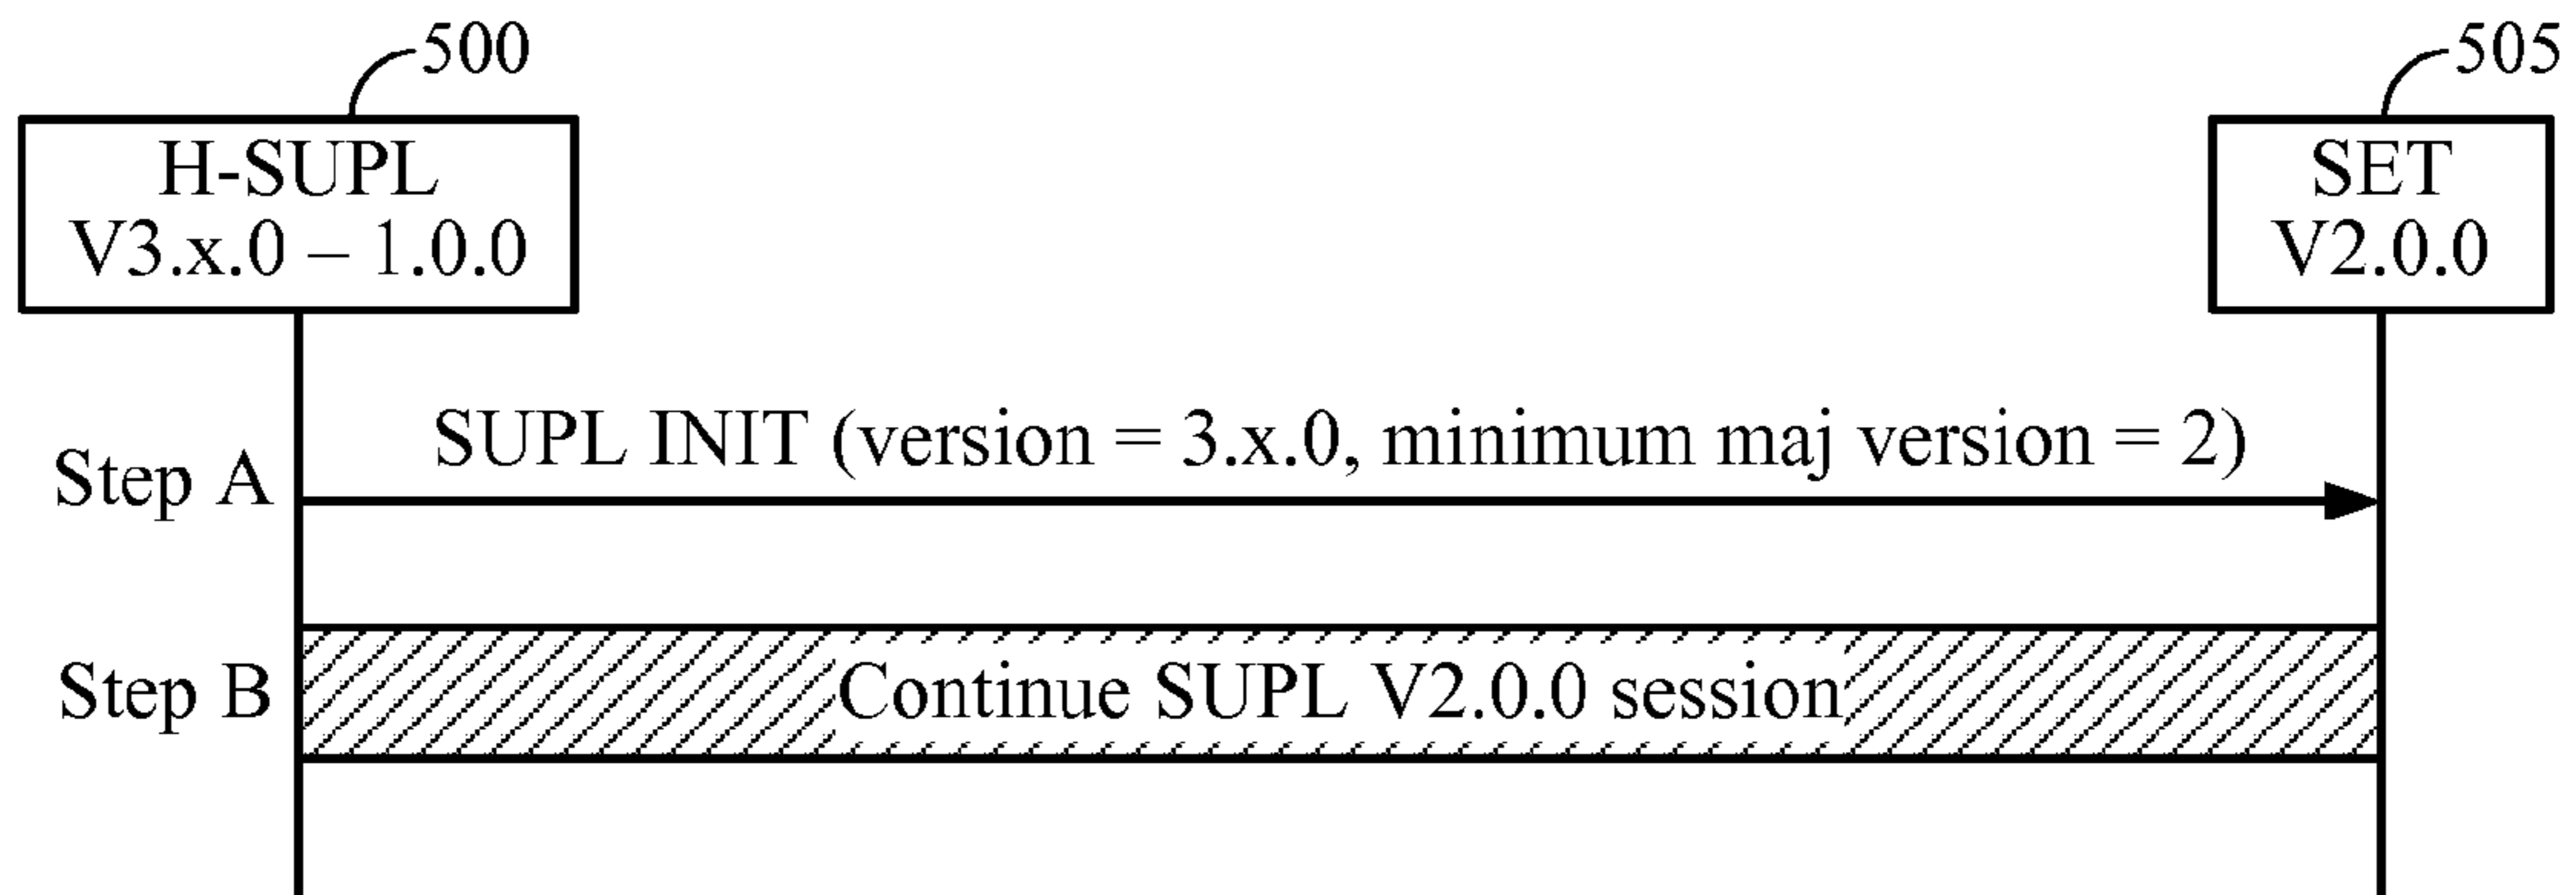 500
505
H-SUPL
V3.x.0 – 1.0.0
SET
V2.0.0
SUPL INIT (version = 3.x.0, minimum maj version = 2)
Step A
Step B
Continue SUPL V2.0.0 session